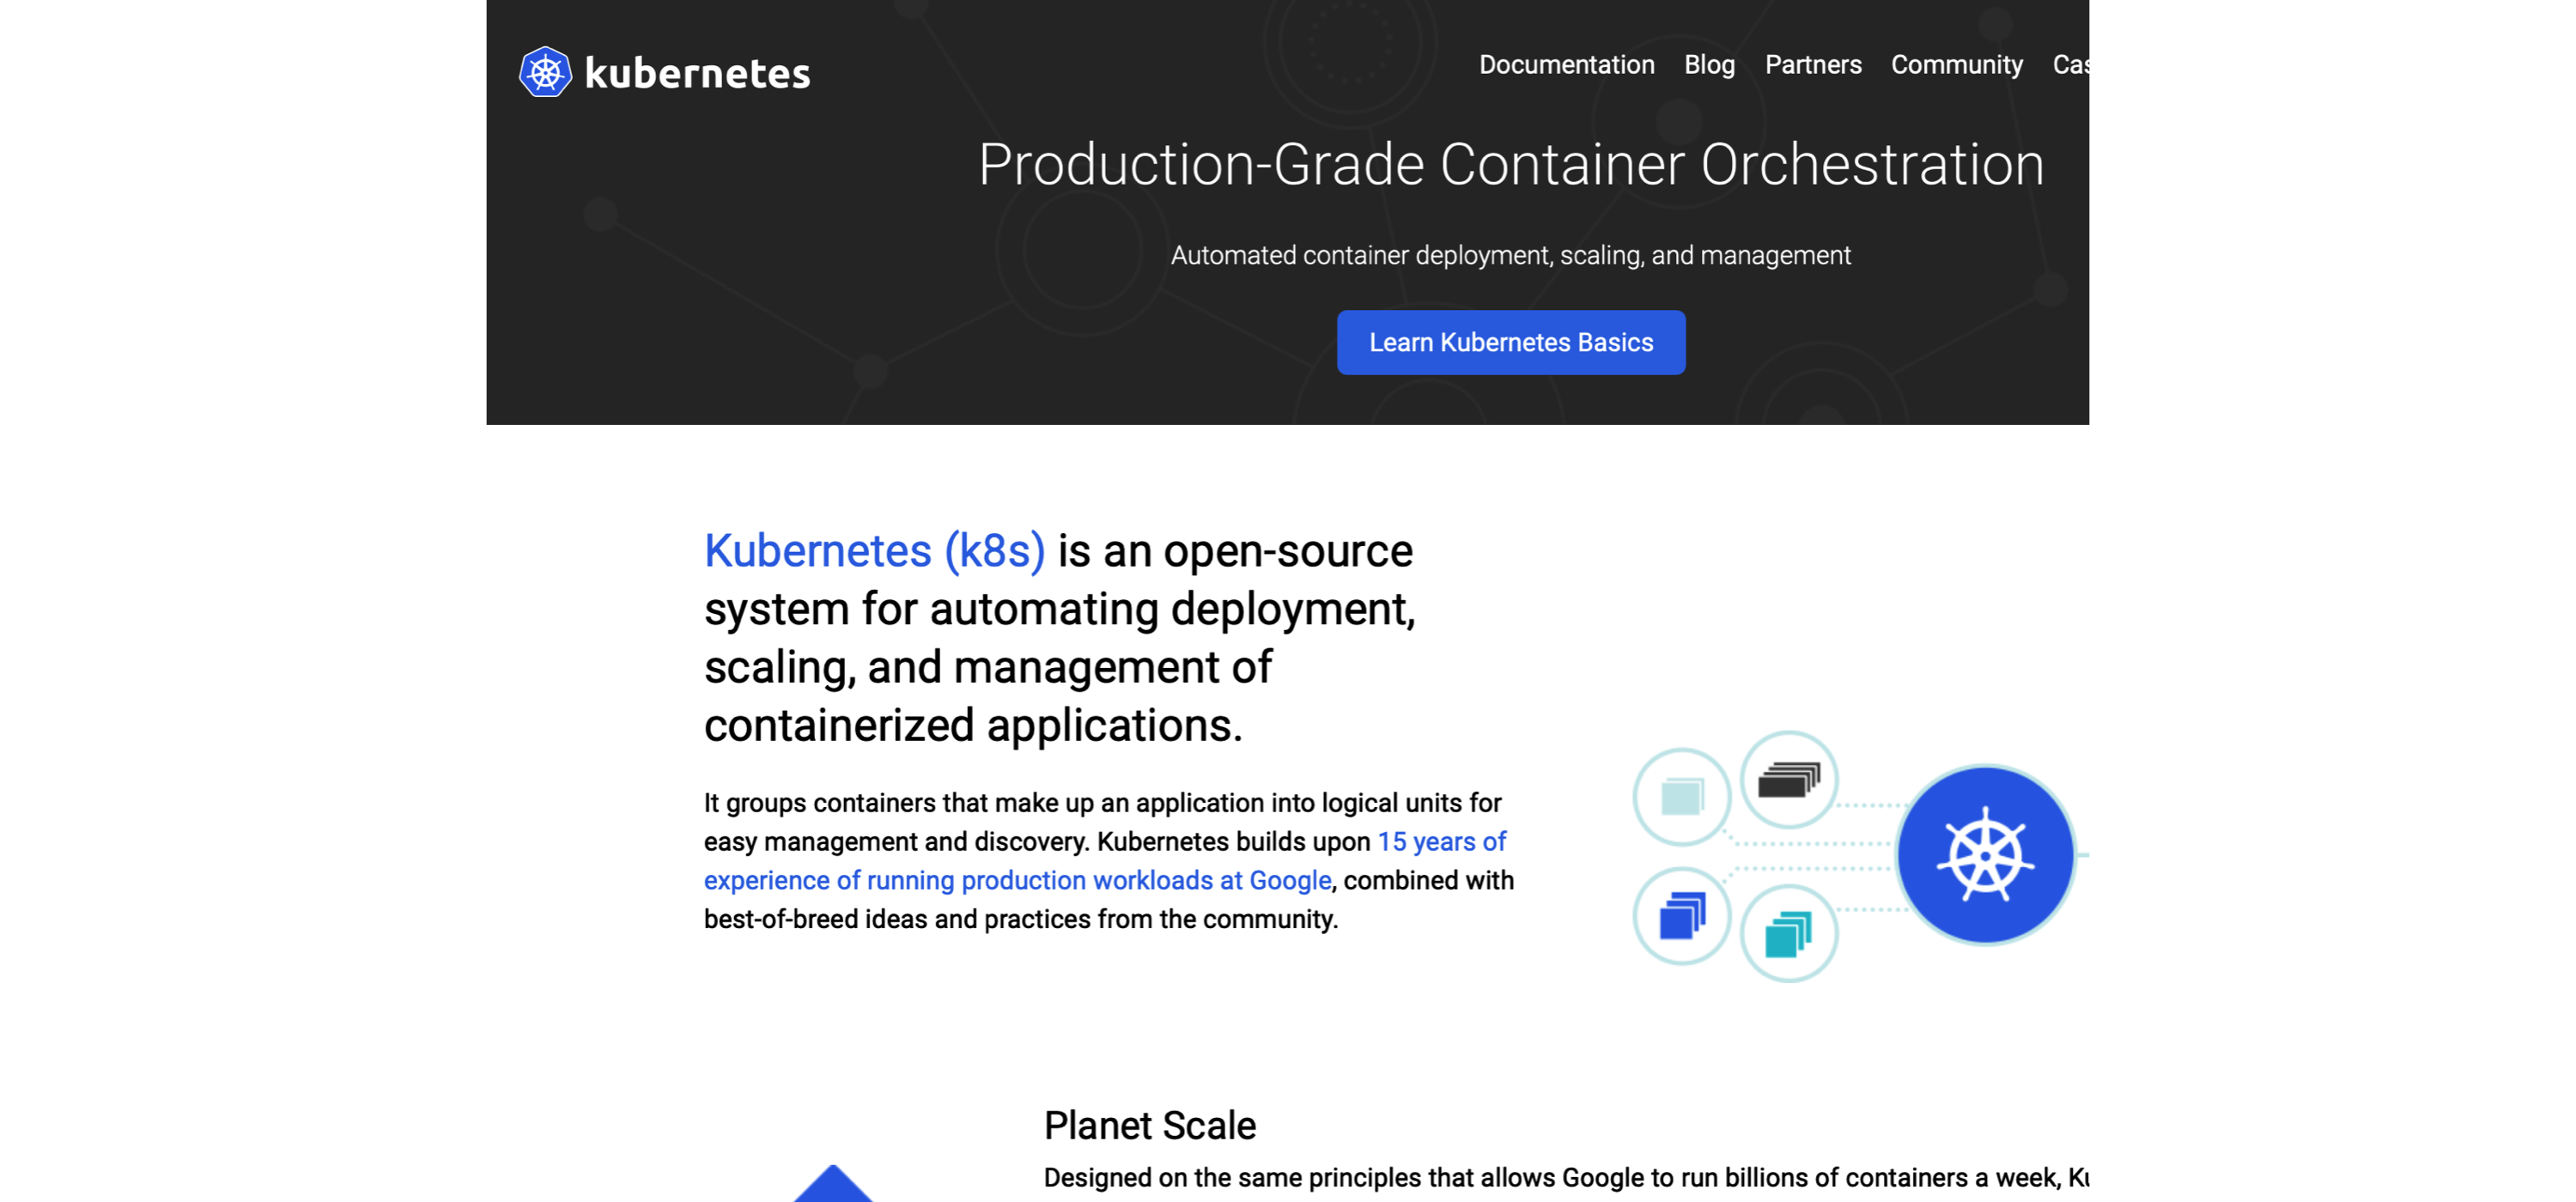 kubernetes
Documentation Blog Partners Community Cas
Production-Grade Container Orchestration
Automated container deployment, scaling, and management
Learn Kubernetes Basics
Kubernetes (k8s) is an open-source
system for automating deployment,
scaling, and management of
containerized applications.
It groups containers that make up an application into logical units for
easy management and discovery. Kubernetes builds upon 15 years of
experience of running production workloads at Google, combined with
best-of-breed ideas and practices from the community.
Planet Scale
Designed on the same principles that allows Google to run billions of containers a week, Ku